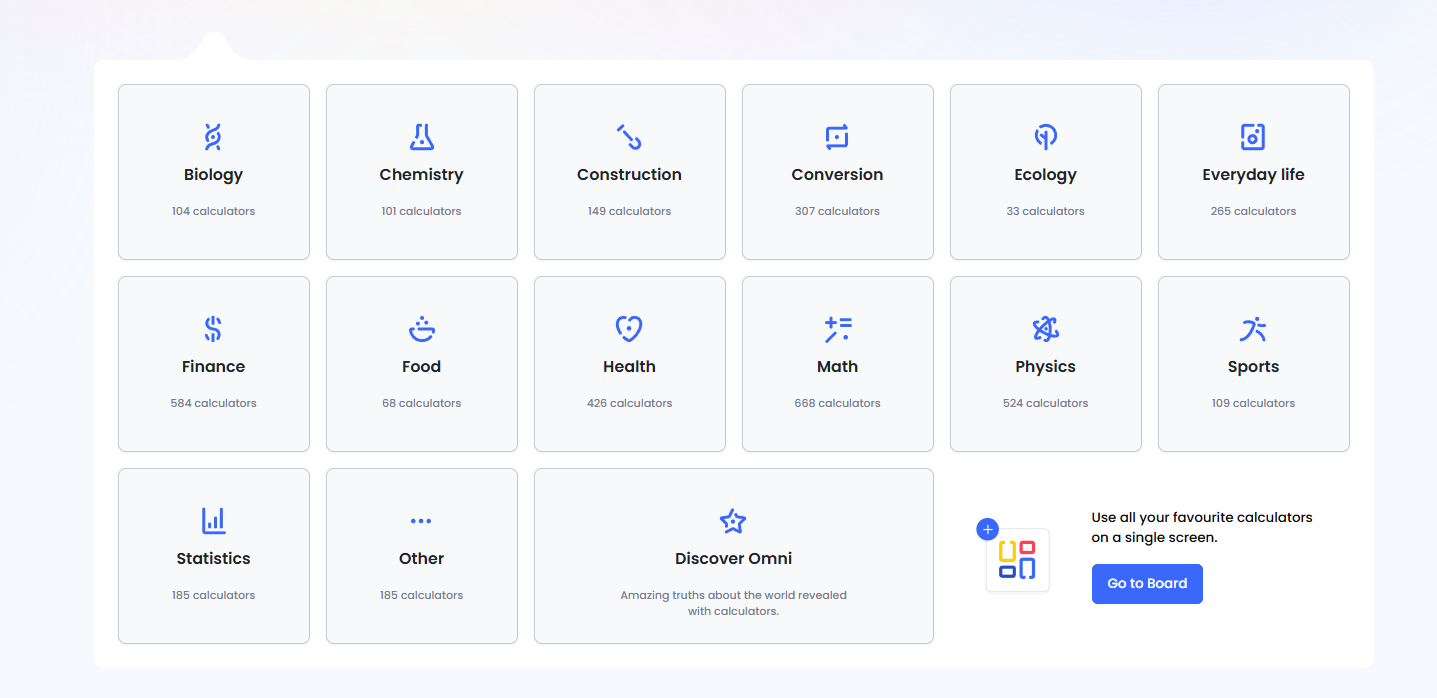 Biology
104 calculators
Chemistry
101 calculators
Construction
149 calculators
Conversion
307 calculators
Ecology
33 calculators
Everyday life
265 calculators
Finance
584 calculators
Food
68 calculators
Health
426 calculators
Math
668 calculators
Physics
524 calculators
Sports
109 calculators
Statistics
185 calculators
Other
185 calculators
Discover Omni
Amazing truths about the world revealed
with calculators.
Use all your favourite calculators
on a single screen.
Go to Board